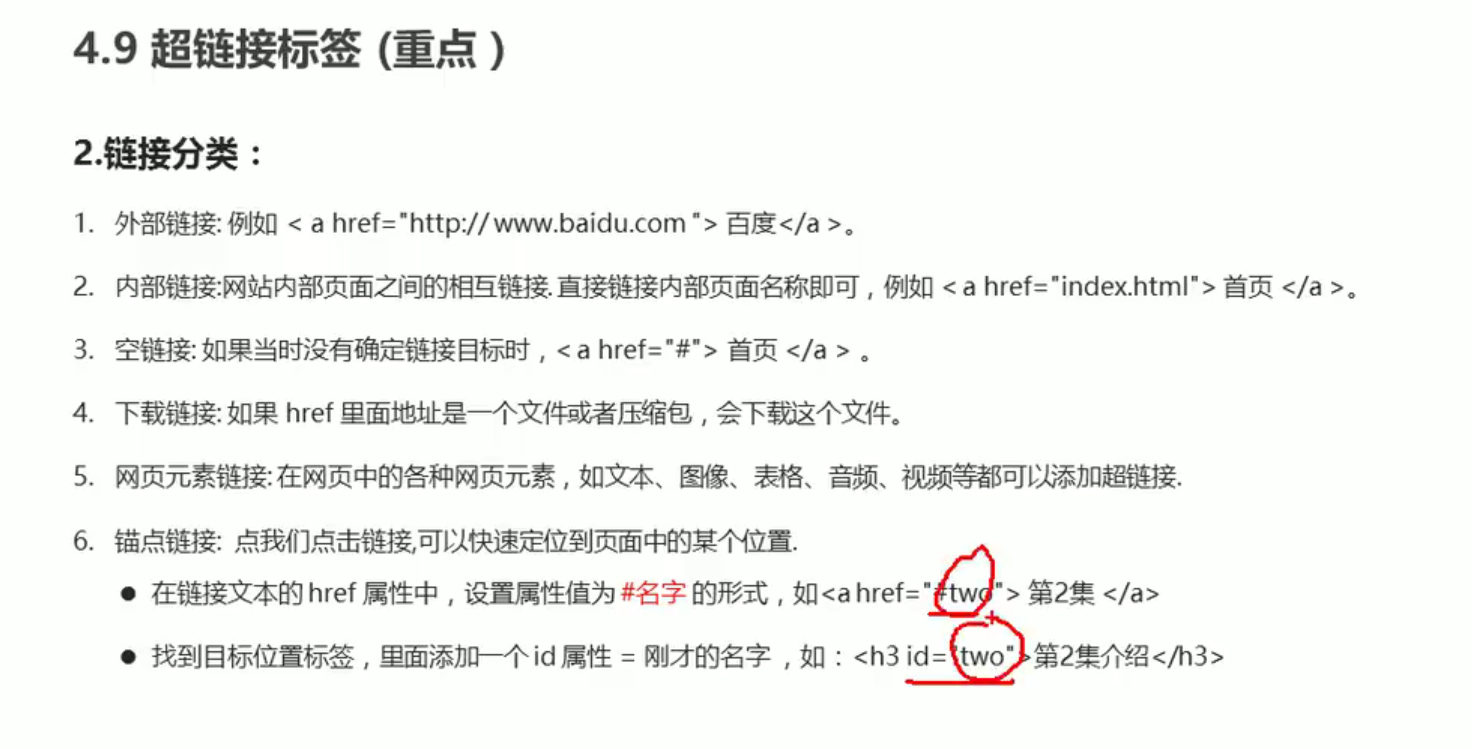 4.9 超链接标签 (重点 )
2.链接分类：
1. 外部链接: 例如 < a href="http:// www.baidu.com "> 百度</a >。
2. 内部链接:网站内部页面之间的相互链接. 直接链接内部页面名称即可，例如 < a href="index.html"> 首页 </a >。
3. 空链接: 如果当时没有确定链接目标时，< a href="#"> 首页 </a > 。
4. 下载链接: 如果 href 里面地址是一个文件或者压缩包，会下载这个文件。
5. 网页元素链接: 在网页中的各种网页元素，如文本、图像、表格、音频、视频等都可以添加超链接.
6. 锚点链接: 点我们点击链接,可以快速定位到页面中的某个位置.
● 在链接文本的 href 属性中，设置属性值为 #名字 的形式，如<a href="#two"> 第2集 </a>
● 找到目标位置标签，里面添加一个 id 属性 = 刚才的名字 ，如：<h3 id="two">第2集介绍</h3>